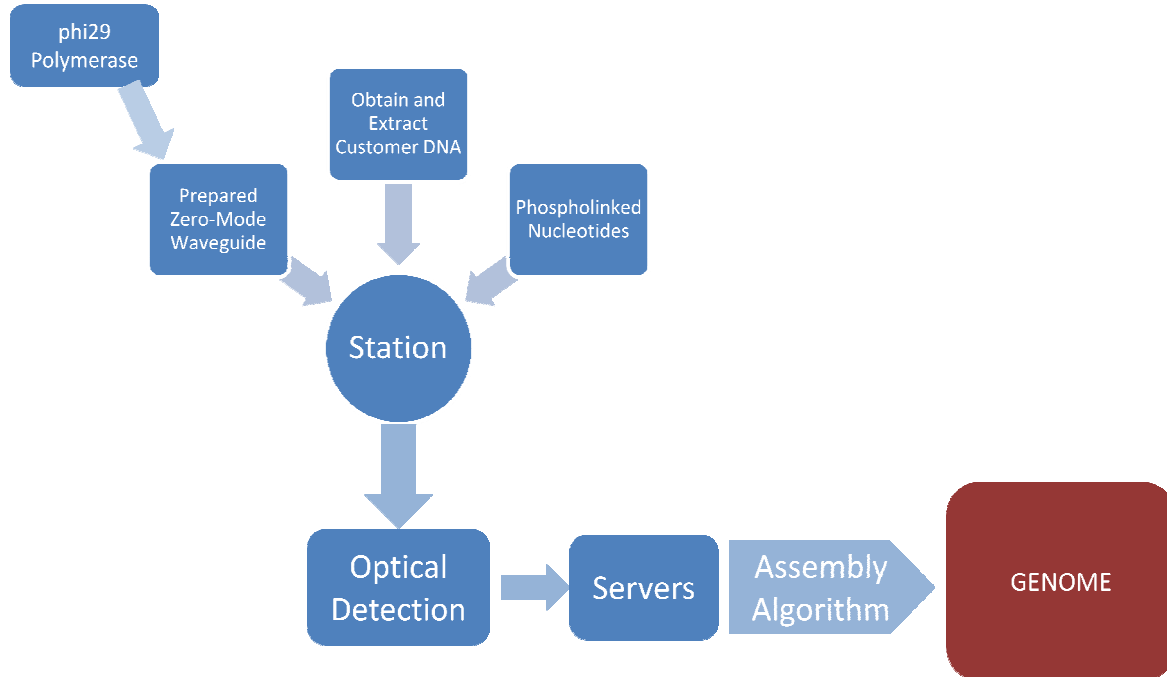 phi29
Polymerase
Obtain and
Extract
Customer DNA
Prepared
Zero-Mode
Waveguide
Phospholinked
Nucleotides
Station
Optical
Detection
Servers
Assembly
Algorithm
GENOME